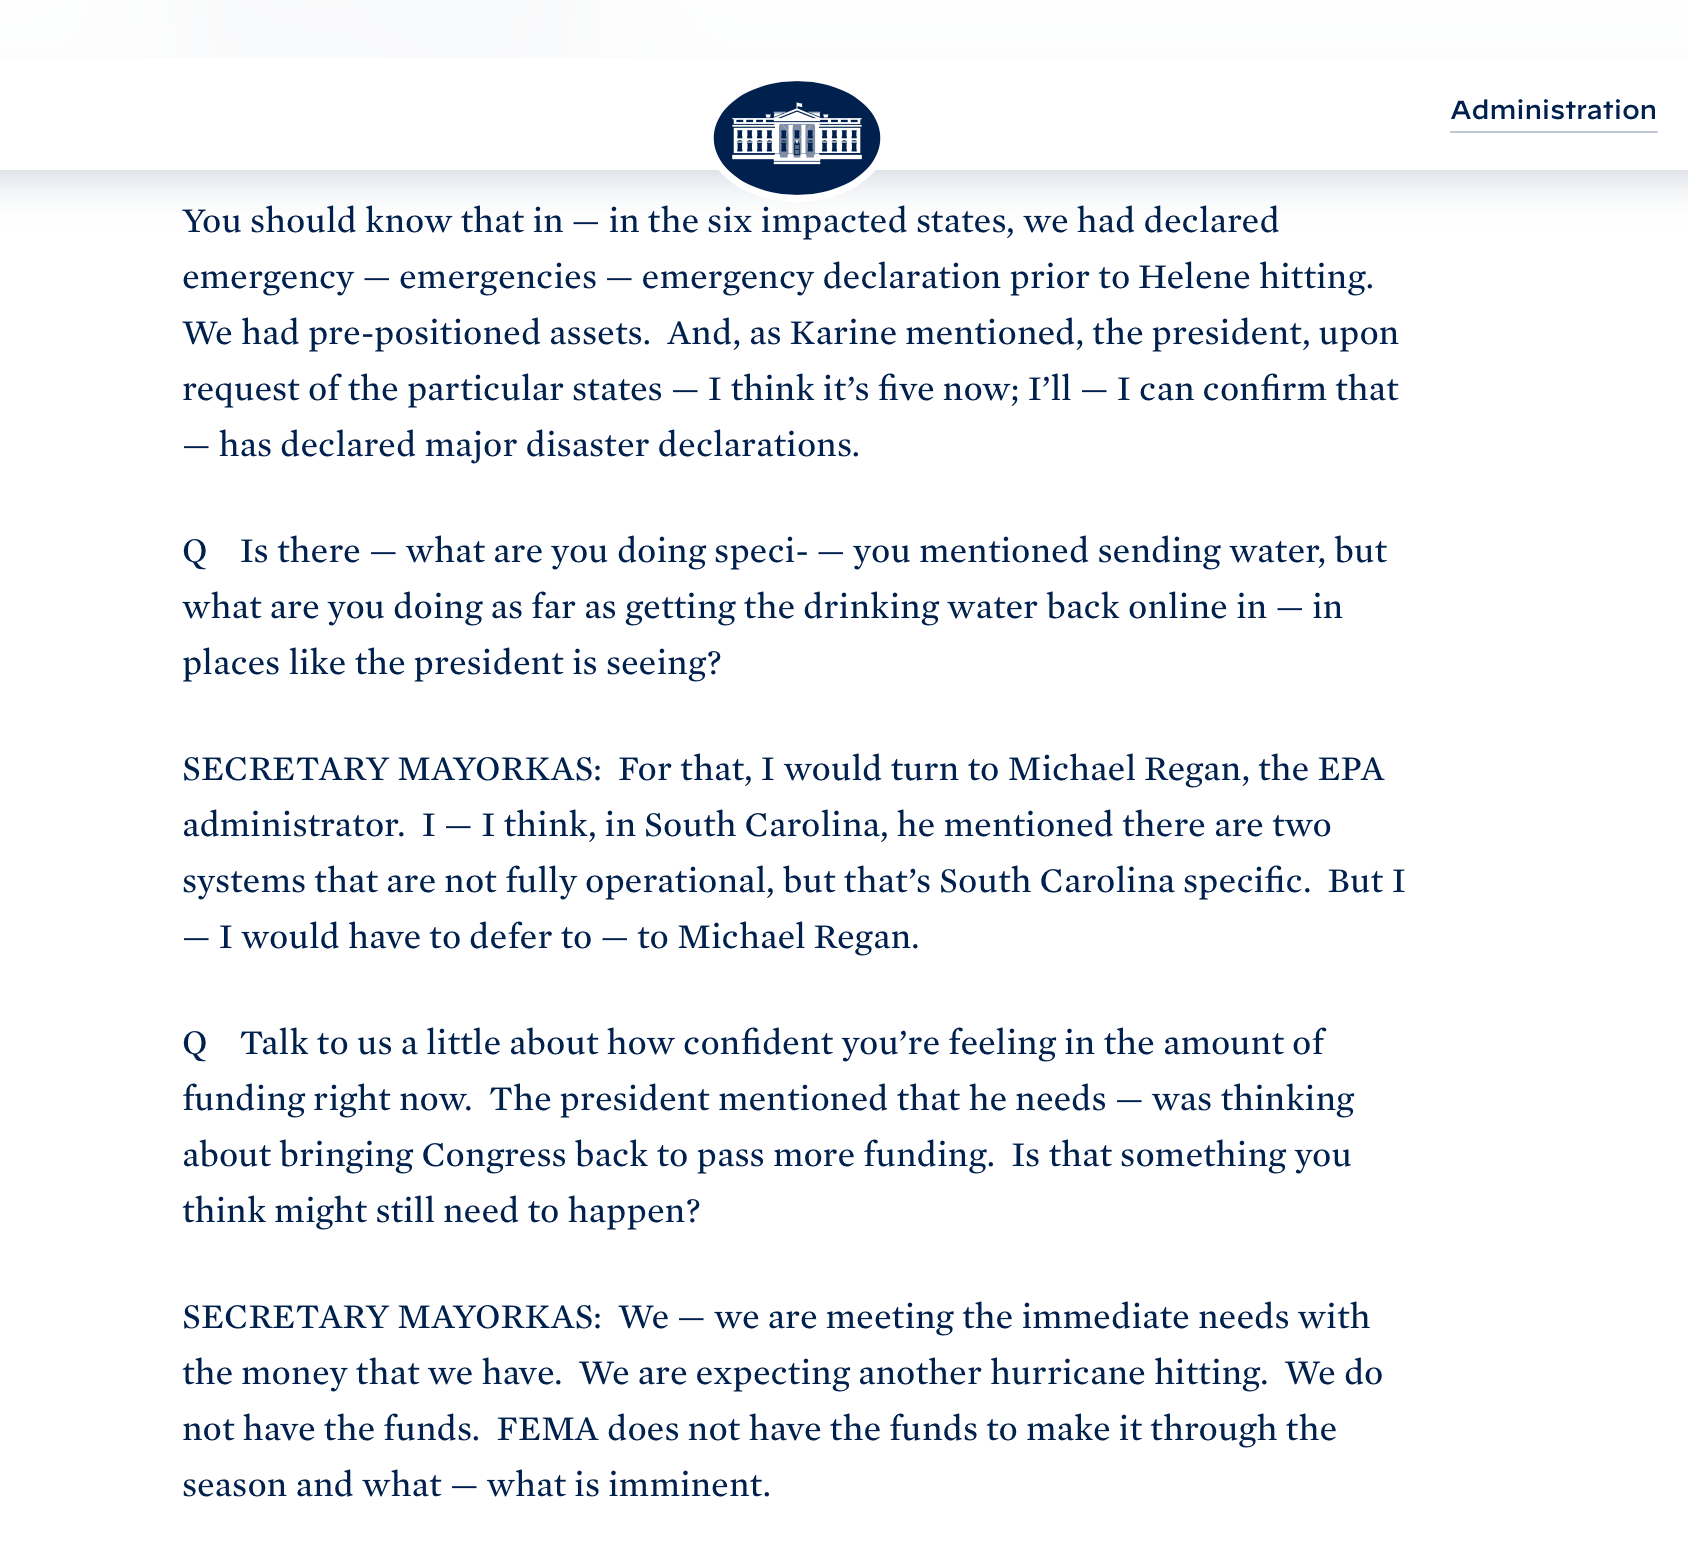 Administration
You should know that in — in the six impacted states, we had declared
emergency — emergencies — emergency declaration prior to Helene hitting.
We had pre-positioned assets.  And, as Karine mentioned, the president, upon
request of the particular states — I think it’s five now; I’ll — I can confirm that
— has declared major disaster declarations.
Q    Is there — what are you doing speci- — you mentioned sending water, but
what are you doing as far as getting the drinking water back online in — in
places like the president is seeing?
SECRETARY MAYORKAS:  For that, I would turn to Michael Regan, the EPA
administrator.  I — I think, in South Carolina, he mentioned there are two
systems that are not fully operational, but that’s South Carolina specific.  But I
— I would have to defer to — to Michael Regan.
Q    Talk to us a little about how confident you’re feeling in the amount of
funding right now.  The president mentioned that he needs — was thinking
about bringing Congress back to pass more funding.  Is that something you
think might still need to happen?
SECRETARY MAYORKAS:  We — we are meeting the immediate needs with
the money that we have.  We are expecting another hurricane hitting.  We do
not have the funds.  FEMA does not have the funds to make it through the
season and what — what is imminent.